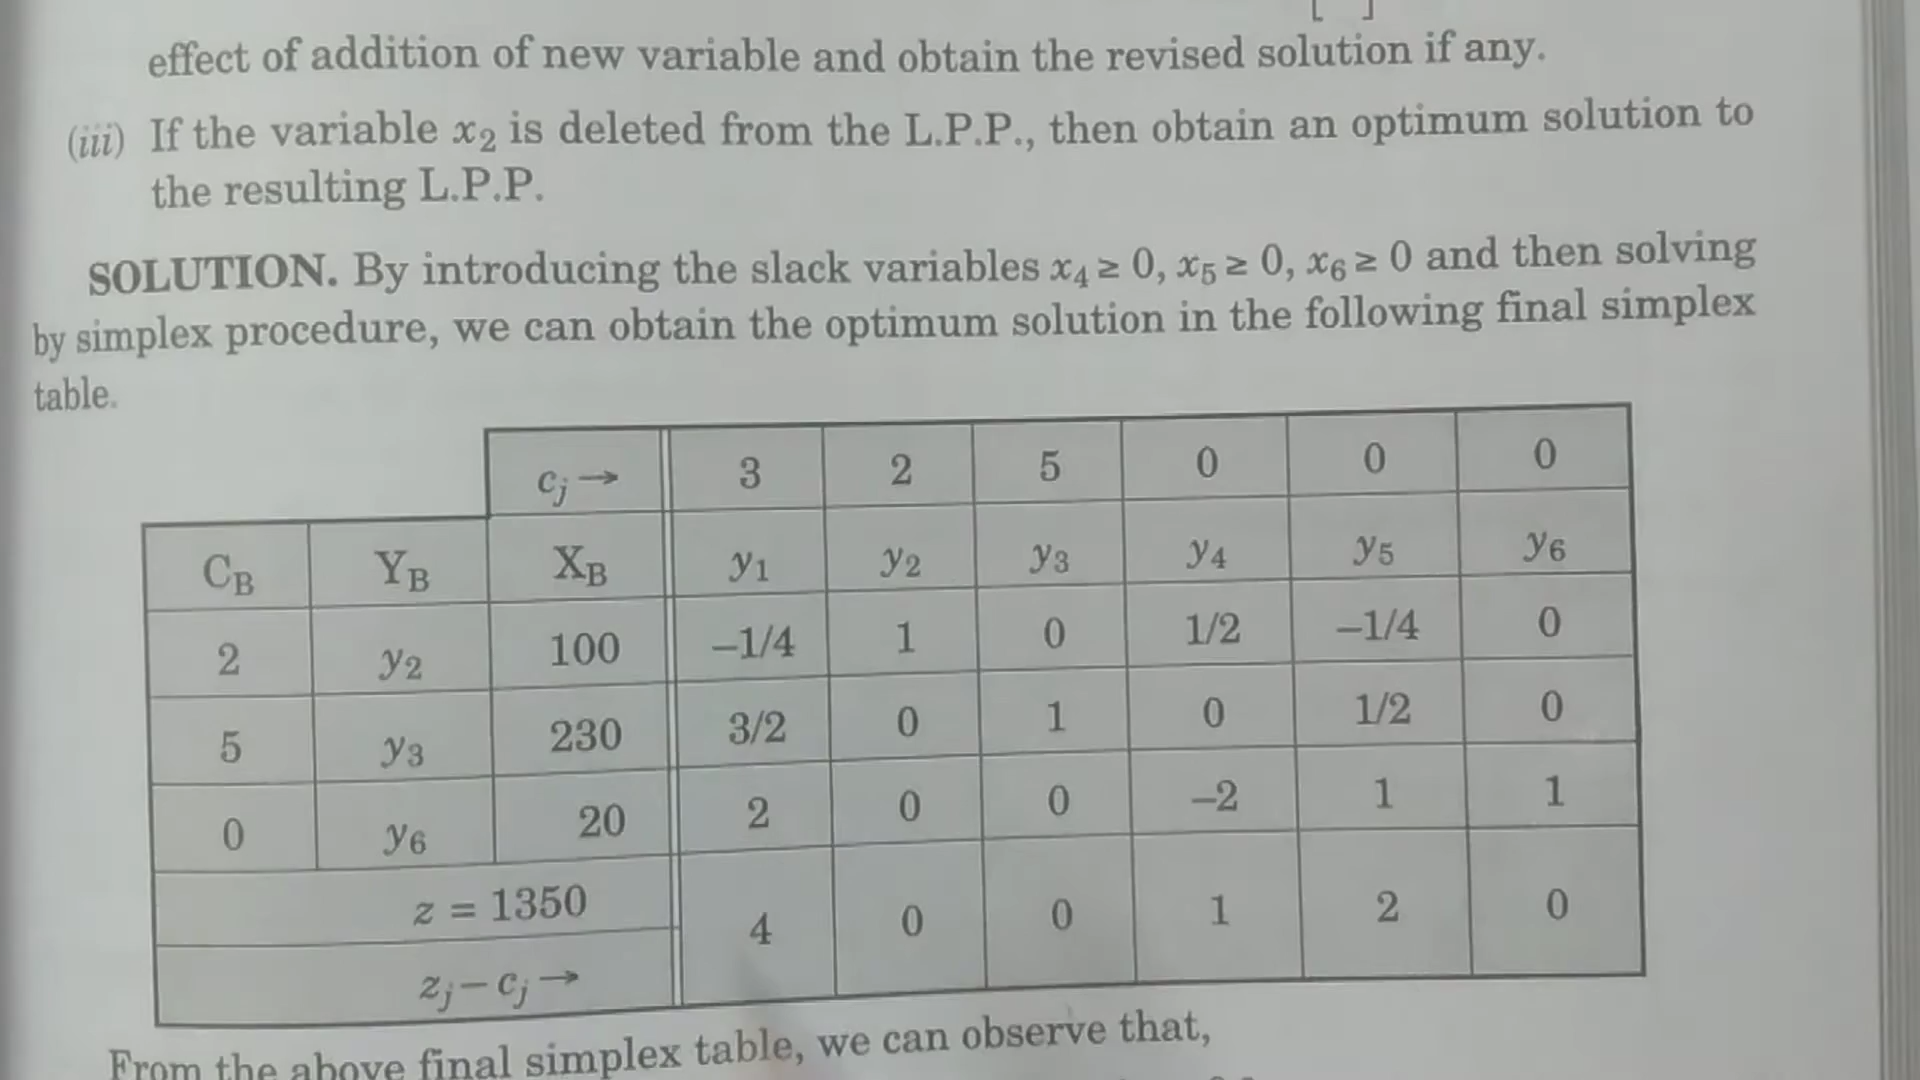 [ ]
effect of addition of new variable and obtain the revised solution if any.
(iii) If the variable x₂ is deleted from the L.P.P., then obtain an optimum solution to
the resulting L.P.P.
SOLUTION. By introducing the slack variables x₄ ≥ 0, x₅ ≥ 0, x₆ ≥ 0 and then solving
by simplex procedure, we can obtain the optimum solution in the following final simplex
table.
cⱼ → 3 2 5 0 0 0
C_B Y_B X_B y₁ y₂ y₃ y₄ y₅ y₆
2 y₂ 100 –1/4 1 0 1/2 –1/4 0
5 y₃ 230 3/2 0 1 0 1/2 0
0 y₆ 20 2 0 0 –2 1 1
z = 1350
zⱼ – cⱼ → 4 0 0 1 2 0
From the above final simplex table, we can observe that,